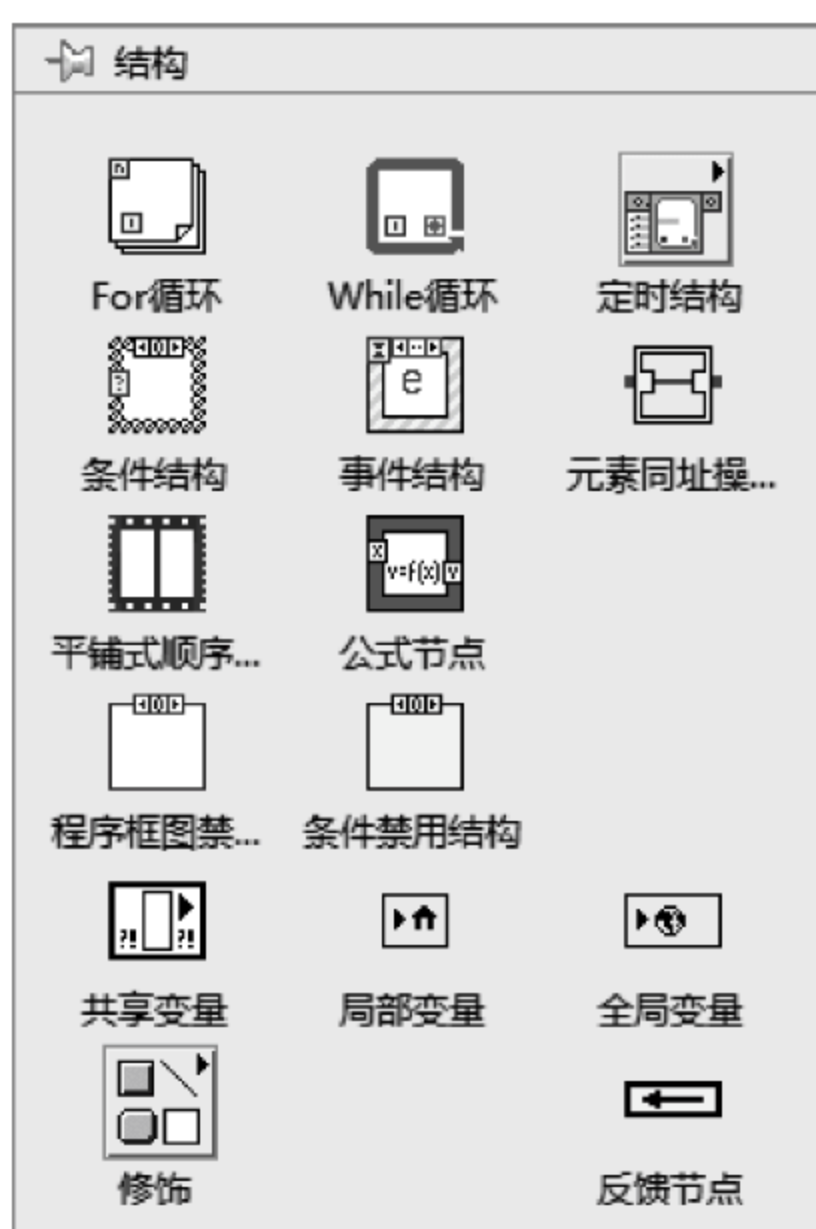 结构
For循环 While循环 定时结构
条件结构 事件结构 元素同址操...
平铺式顺序... 公式节点
程序框图禁... 条件禁用结构
共享变量 局部变量 全局变量
修饰 反馈节点